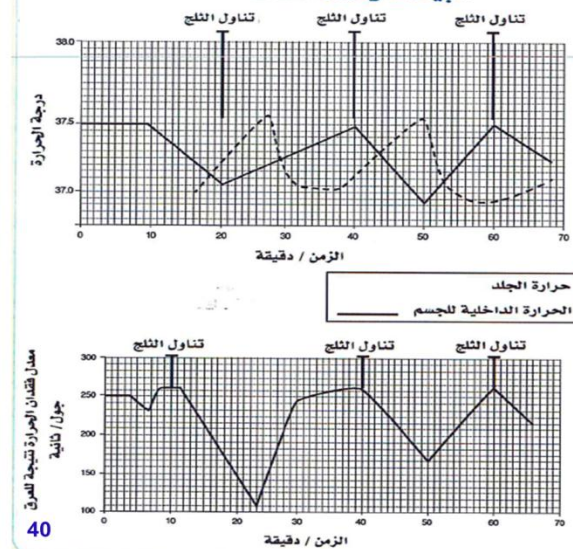 تناول الثلج تناول الثلج تناول الثلج
38.0
37.5
37.0
درجة الحرارة
0 10 20 30 40 50 60 70
الزمن / دقيقة
حرارة الجلد
الحرارة الداخلية للجسم
تناول الثلج تناول الثلج تناول الثلج
300
250
200
150
100
معدل فقدان الحرارة نتيجة للعرق
جول/ ثانية
0 10 20 30 40 50 60 70
الزمن / دقيقة
40